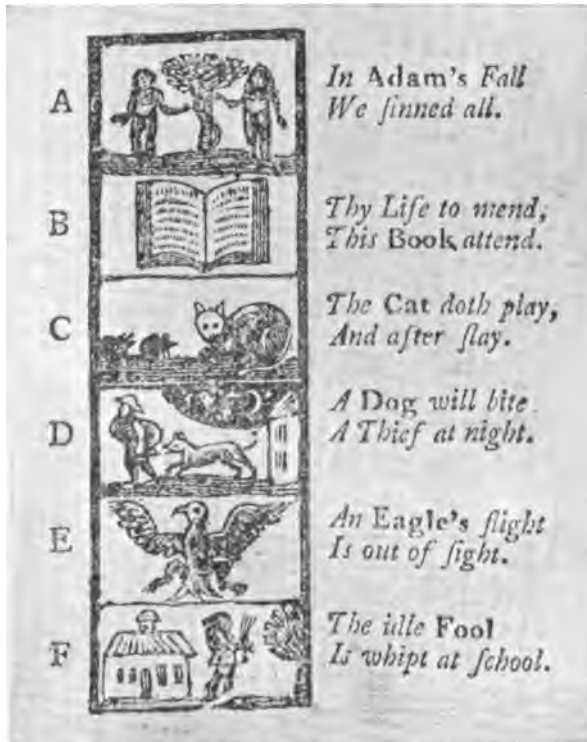 A
In Adam's Fall
We ſinned all.
B
Thy Life to mend,
This Book attend.
C
The Cat doth play,
And after ſlay.
D
A Dog will bite
A Thief at night.
E
An Eagle's flight
Is out of ſight.
F
The idle Fool
Is whipt at ſchool.